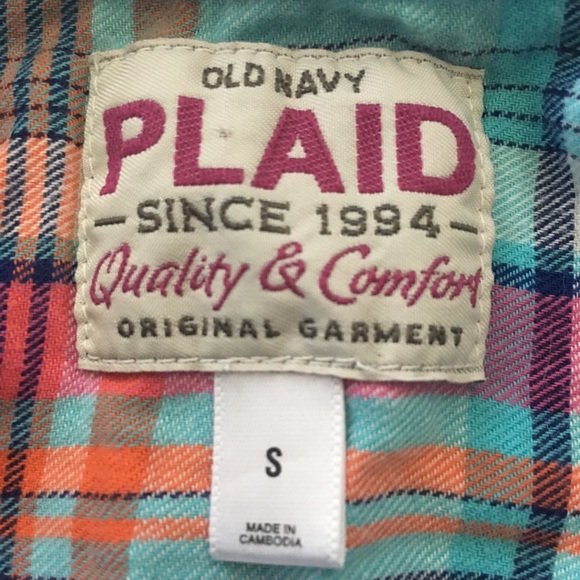 OLD NAVY
PLAID
-SINCE 1994-
Quality & Comfort
ORIGINAL GARMENT
S
MADE IN
CAMBODIA